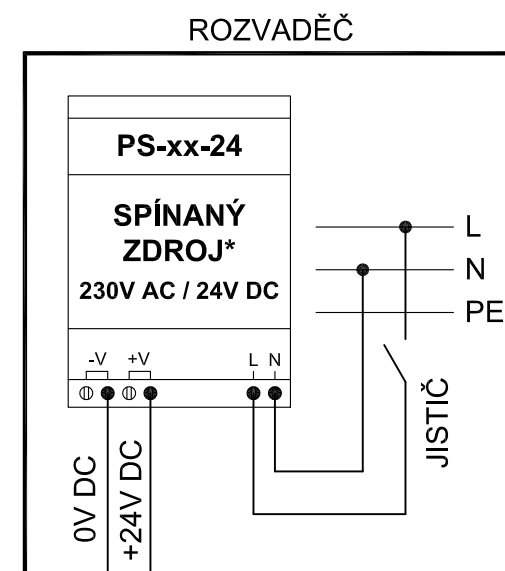 ROZVADĚČ
PS-xx-24
SPÍNANÝ
ZDROJ*
230V AC / 24V DC
L
N
PE
-V +V L N
JISTIČ
0V DC
+24V DC